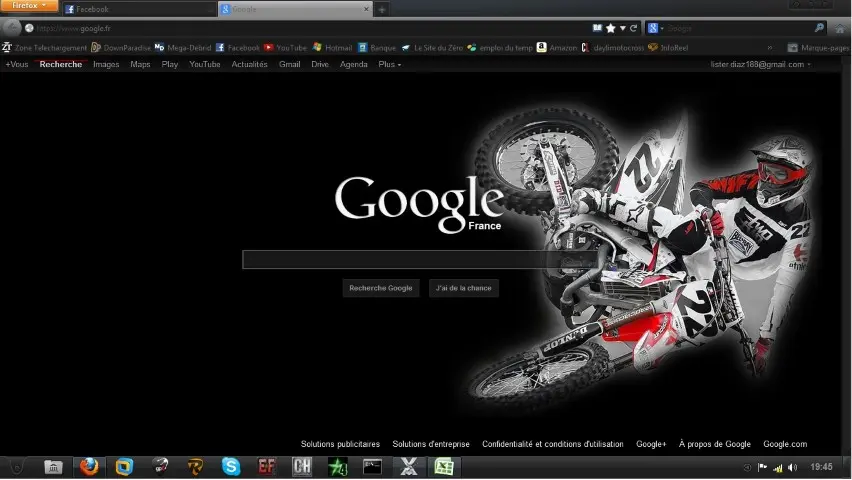 Firefox
Facebook
Google
https://www.google.fr
Google
Zone Telechargement DownParadise Mega-Debrid Facebook YouTube Hotmail Banque Le Site du Zéro emploi du temp Amazon daylimotocross InfoReel Marque-pages
+Vous Recherche Images Maps Play YouTube Actualités Gmail Drive Agenda Plus lister.diaz188@gmail.com
Google
France
Recherche Google J'ai de la chance
22
22
22
DUNLOP
Solutions publicitaires Solutions d'entreprise Confidentialité et conditions d'utilisation Google+ À propos de Google Google.com
19:45